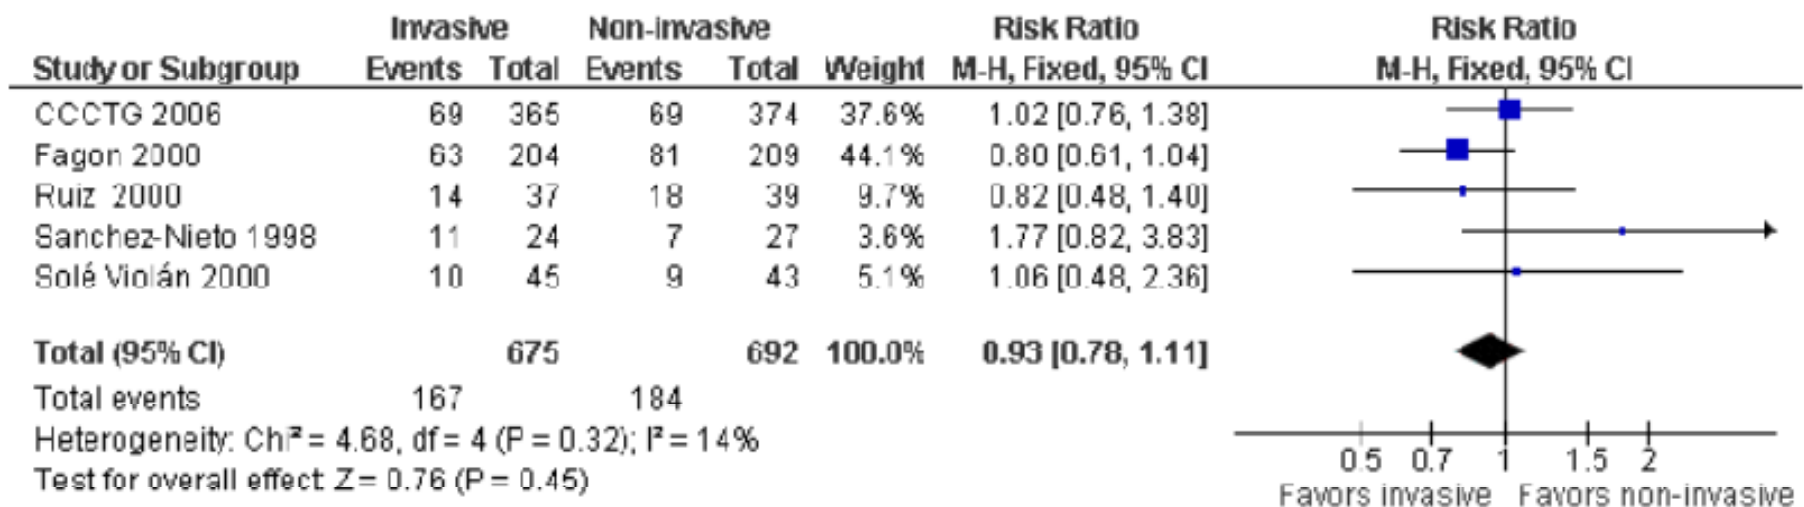 Invasive Non-invasive Risk Ratio Risk Ratio
Study or Subgroup Events Total Events Total Weight M-H, Fixed, 95% CI M-H, Fixed, 95% CI
CCCTG 2006 69 365 69 374 37.6% 1.02 [0.76, 1.38]
Fagon 2000 63 204 81 209 44.1% 0.80 [0.61, 1.04]
Ruiz 2000 14 37 18 39 9.7% 0.82 [0.48, 1.40]
Sanchez-Nieto 1998 11 24 7 27 3.6% 1.77 [0.82, 3.83]
Solé Violán 2000 10 45 9 43 5.1% 1.06 [0.48, 2.36]
Total (95% CI) 675 692 100.0% 0.93 [0.78, 1.11]
Total events 167 184
Heterogeneity: Chi² = 4.68, df = 4 (P = 0.32); I² = 14%
Test for overall effect: Z = 0.76 (P = 0.45)
0.5 0.7 1 1.5 2
Favors invasive Favors non-invasive